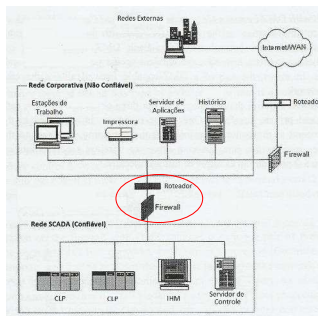 Redes Externas
Internet/WAN
Rede Corporativa (Não Confiável)
Estações de
Trabalho
Impressora
Servidor de
Aplicações
Histórico
Roteado
Firewall
Roteador
Firewall
Rede SCADA (Confiável)
CLP
CLP
IHM
Servidor de
Controle